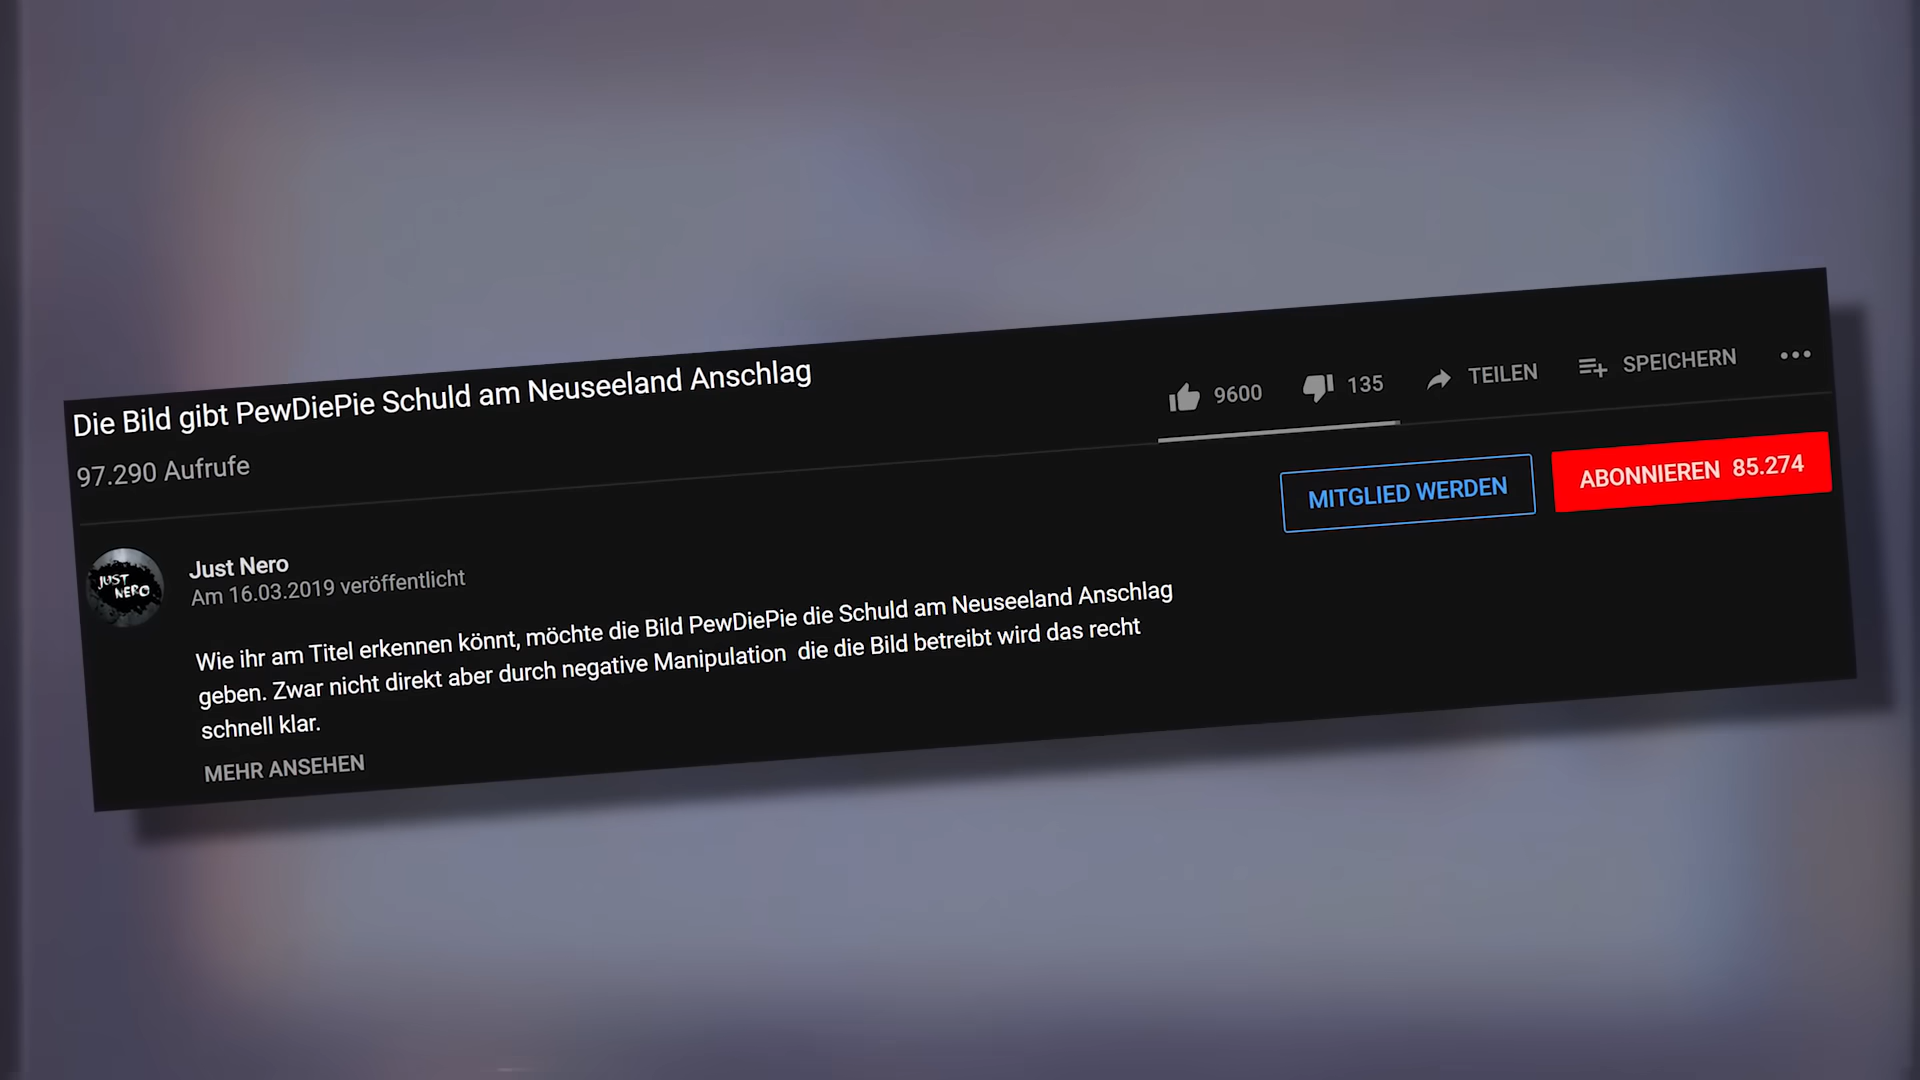 Die Bild gibt PewDiePie Schuld am Neuseeland Anschlag
97.290 Aufrufe
9600 135 TEILEN SPEICHERN
MITGLIED WERDEN ABONNIEREN 85.274
JUST
NERO
Just Nero
Am 16.03.2019 veröffentlicht
Wie ihr am Titel erkennen könnt, möchte die Bild PewDiePie die Schuld am Neuseeland Anschlag
geben. Zwar nicht direkt aber durch negative Manipulation  die die Bild betreibt wird das recht
schnell klar.
MEHR ANSEHEN